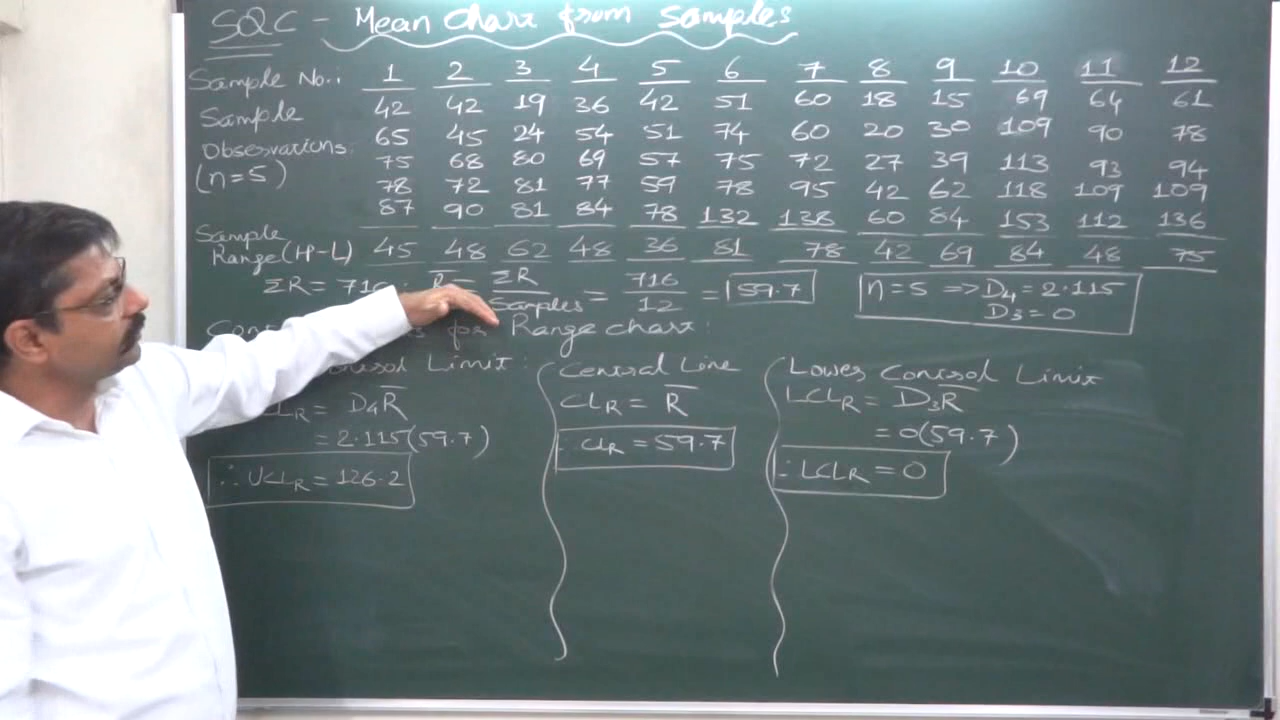 SQC - Mean Chart from Samples
Sample No.: 1 2 3 4 5 6 7 8 9 10 11 12
Sample 42 42 19 36 42 51 60 18 15 69 64 61
Observations 65 45 24 54 51 74 60 20 30 109 90 78
(n=5) 75 68 80 69 57 75 72 27 39 113 93 94
78 72 81 77 59 78 95 42 62 118 109 109
87 90 81 84 78 132 138 60 84 153 112 136
Sample
Range (H-L) 45 48 62 48 36 81 78 42 69 84 48 75
ΣR = 716 R̅ = ΣR / Samples = 716 / 12 = 59.7
n=5 ⇒ D4 = 2.115
D3 = 0
for Range chart:
Limit:
D4R̅
= 2.115(59.7)
∴ UCLR = 126.2
Central Line
CLR = R̅
∴ CLR = 59.7
Lower Control Limit
LCLR = D3R̅
= 0(59.7)
∴ LCLR = 0